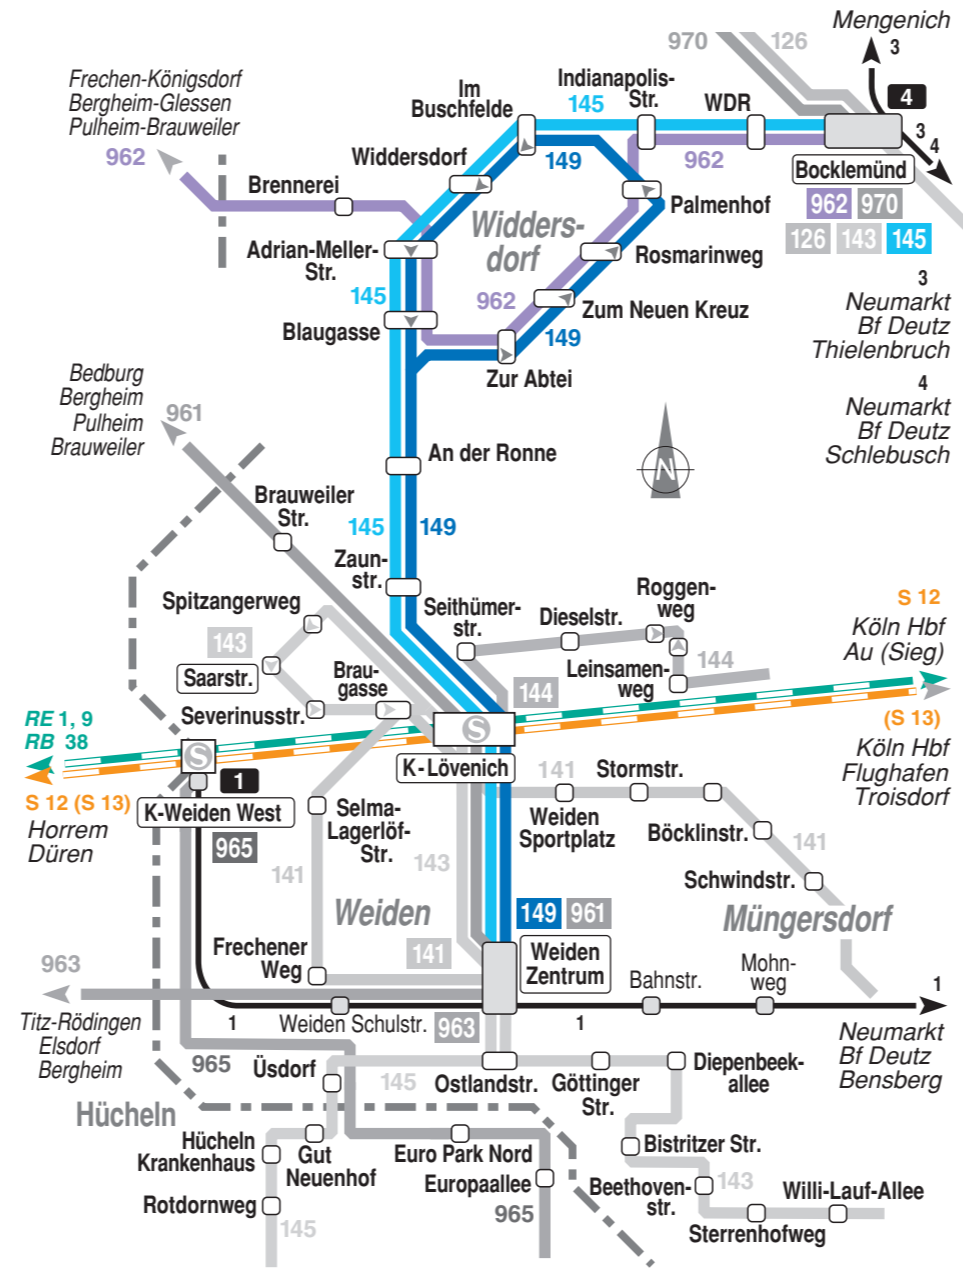 Mengenich
3
970
126
Indianapolis-
Str.
WDR
4
Im
Buschfelde
145
Frechen-Königsdorf
Bergheim-Glessen
Pulheim-Brauweiler
962
Widdersdorf
149
962
3
4
Bocklemünd
962 970
126 143 145
Brennerei
Palmenhof
Widders-
dorf
Adrian-Meller-
Str.
Rosmarinweg
145
962
Zum Neuen Kreuz
3
Neumarkt
Bf Deutz
Thielenbruch
Blaugasse
149
Zur Abtei
4
Neumarkt
Bf Deutz
Schlebusch
Bedburg
Bergheim
Pulheim
Brauweiler
961
An der Ronne
N
Brauweiler
Str.
145
149
Zaun-
str.
Spitzangerweg
Seithümer-
str.
Dieselstr.
Roggen-
weg
S 12
Köln Hbf
Au (Sieg)
143
Saarstr.
Brau-
gasse
Leinsamen-
weg
144
144
Severinusstr.
RE 1, 9
RB 38
S
S
(S 13)
Köln Hbf
Flughafen
Troisdorf
K-Lövenich
1
K-Weiden West
S 12 (S 13)
Horrem
Düren
965
141
Stormstr.
Weiden
Sportplatz
Böcklinstr.
141
Selma-
Lagerlöf-
Str.
143
141
Schwindstr.
Weiden
Müngersdorf
149 961
Weiden
Zentrum
141
Frechener
Weg
963
Bahnstr.
Mohn-
weg
1
Titz-Rödingen
Elsdorf
Bergheim
1
Weiden Schulstr.
963
1
Neumarkt
Bf Deutz
Bensberg
965
Üsdorf
145
Ostlandstr.
Göttinger
Str.
Diepenbeek-
allee
Hücheln
Hücheln
Krankenhaus
Gut
Neuenhof
Euro Park Nord
Bistritzer Str.
Europaallee
Beethoven-
str.
143
Willi-Lauf-Allee
Rotdornweg
965
145
Sterrenhofweg